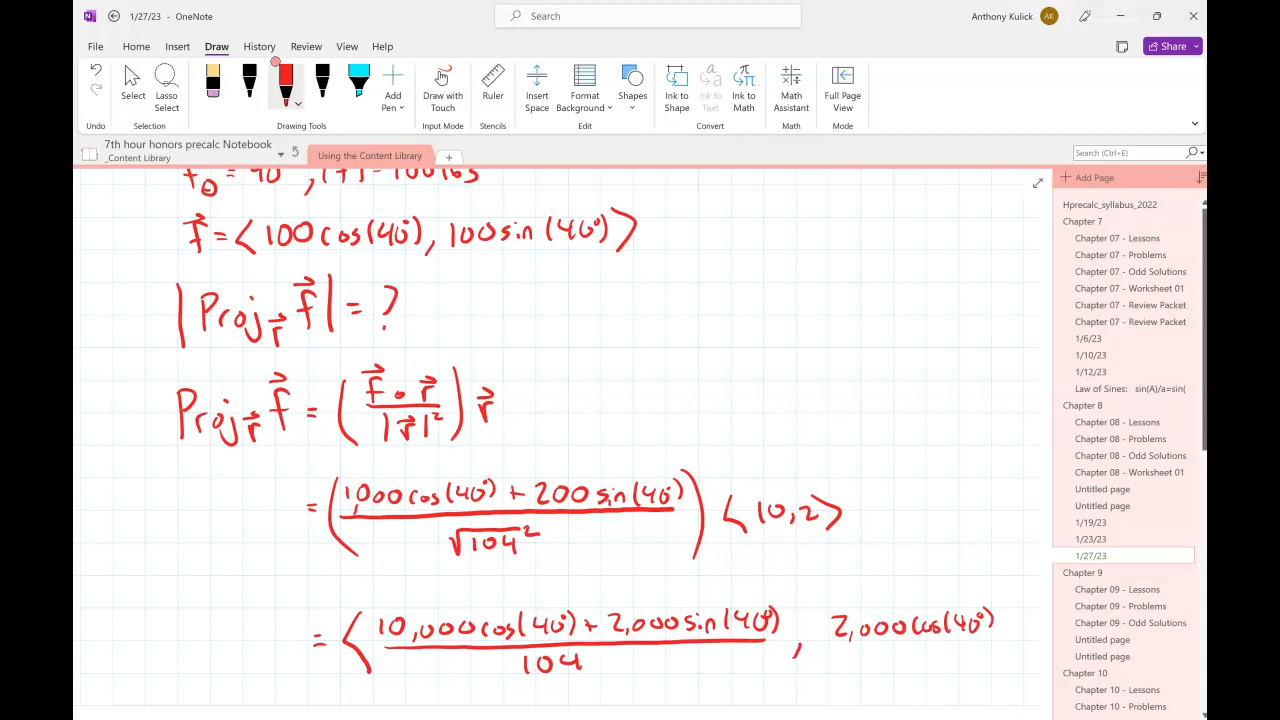 1/27/23 - OneNote
Search
Anthony Kulick
AK
File Home Insert Draw History Review View Help
Share
Undo
Select
Lasso Select
Add Pen
Draw with Touch
Ruler
Insert Space
Format Background
Shapes
Ink to Shape
Ink to Text
Ink to Math
Math Assistant
Full Page View
Undo Selection Drawing Tools Input Mode Stencils Edit Convert Math Mode
7th hour honors precalc Notebook
_Content Library
Using the Content Library
Search (Ctrl+E)
Add Page
f⃗ = ⟨100cos(40°), 100sin(40°)⟩
|Proj_r⃗ f⃗| = ?
Proj_r⃗ f⃗ = (f⃗ • r⃗ / |r⃗|²) r⃗
= (1,000cos(40°) + 200sin(40°) / √104²) ⟨10,2⟩
= ⟨10,000cos(40°) + 2,000sin(40°) / 104 , 2,000cos(40°)
Hprecalc_syllabus_2022
Chapter 7
Chapter 07 - Lessons
Chapter 07 - Problems
Chapter 07 - Odd Solutions
Chapter 07 - Worksheet 01
Chapter 07 - Review Packet
Chapter 07 - Review Packet
1/6/23
1/10/23
1/12/23
Law of Sines: sin(A)/a=sin(
Chapter 8
Chapter 08 - Lessons
Chapter 08 - Problems
Chapter 08 - Odd Solutions
Chapter 08 - Worksheet 01
Untitled page
Untitled page
1/19/23
1/23/23
1/27/23
Chapter 9
Chapter 09 - Lessons
Chapter 09 - Problems
Chapter 09 - Odd Solutions
Untitled page
Untitled page
Chapter 10
Chapter 10 - Lessons
Chapter 10 - Problems